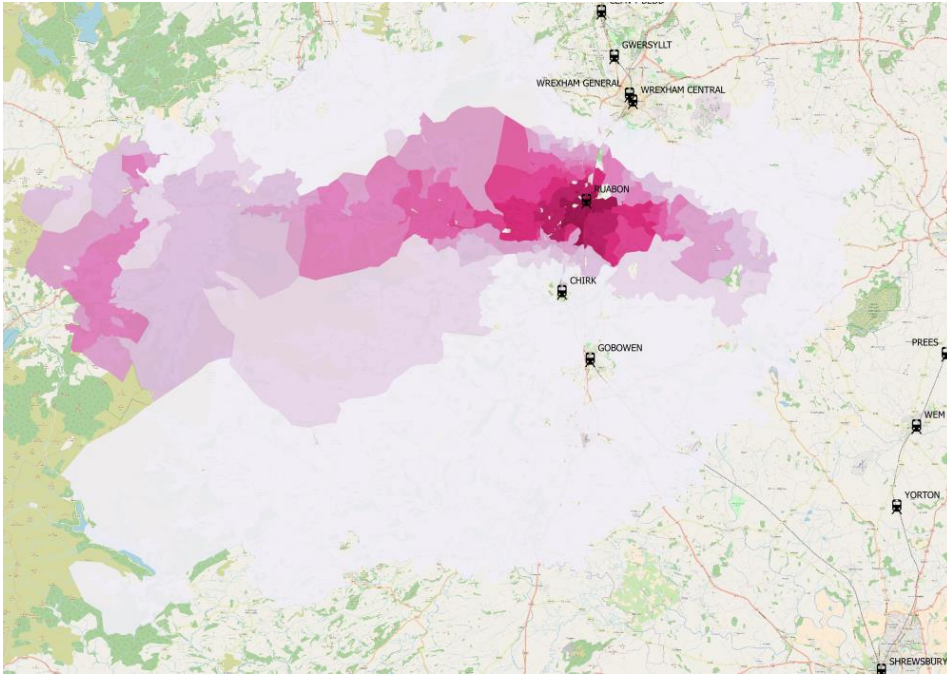 GWERSYLLT
WREXHAM GENERAL
WREXHAM CENTRAL
RUABON
CHIRK
GOBOWEN
PREES
WEM
YORTON
SHREWSBURY